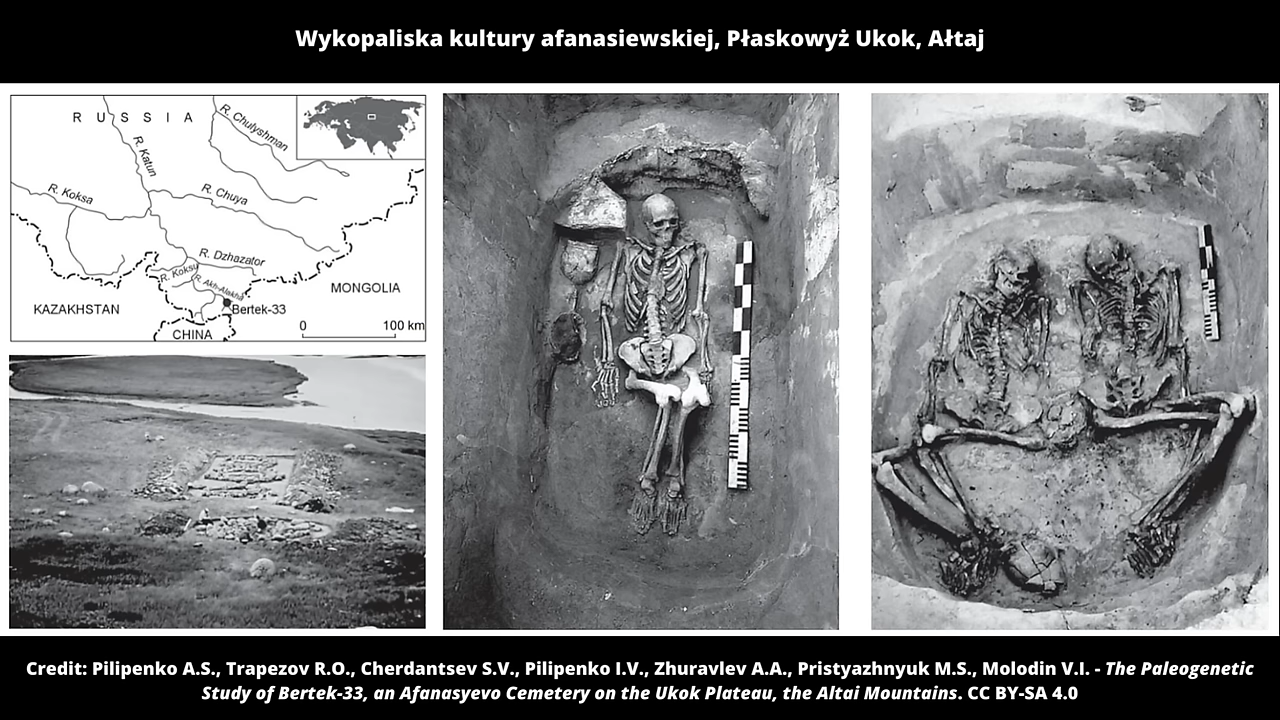 Wykopaliska kultury afanasiewskiej, Płaskowyż Ukok, Ałtaj
R U S S I A
R. Chulyshman
R. Katun
R. Koksa
R. Chuya
R. Dzhazator
R. Koksu
R. Akh-Alakha
MONGOLIA
KAZAKHSTAN
Bertek-33
CHINA
0 100 km
Credit: Pilipenko A.S., Trapezov R.O., Cherdantsev S.V., Pilipenko I.V., Zhuravlev A.A., Pristyazhnyuk M.S., Molodin V.I. - The Paleogenetic
Study of Bertek-33, an Afanasyevo Cemetery on the Ukok Plateau, the Altai Mountains. CC BY-SA 4.0